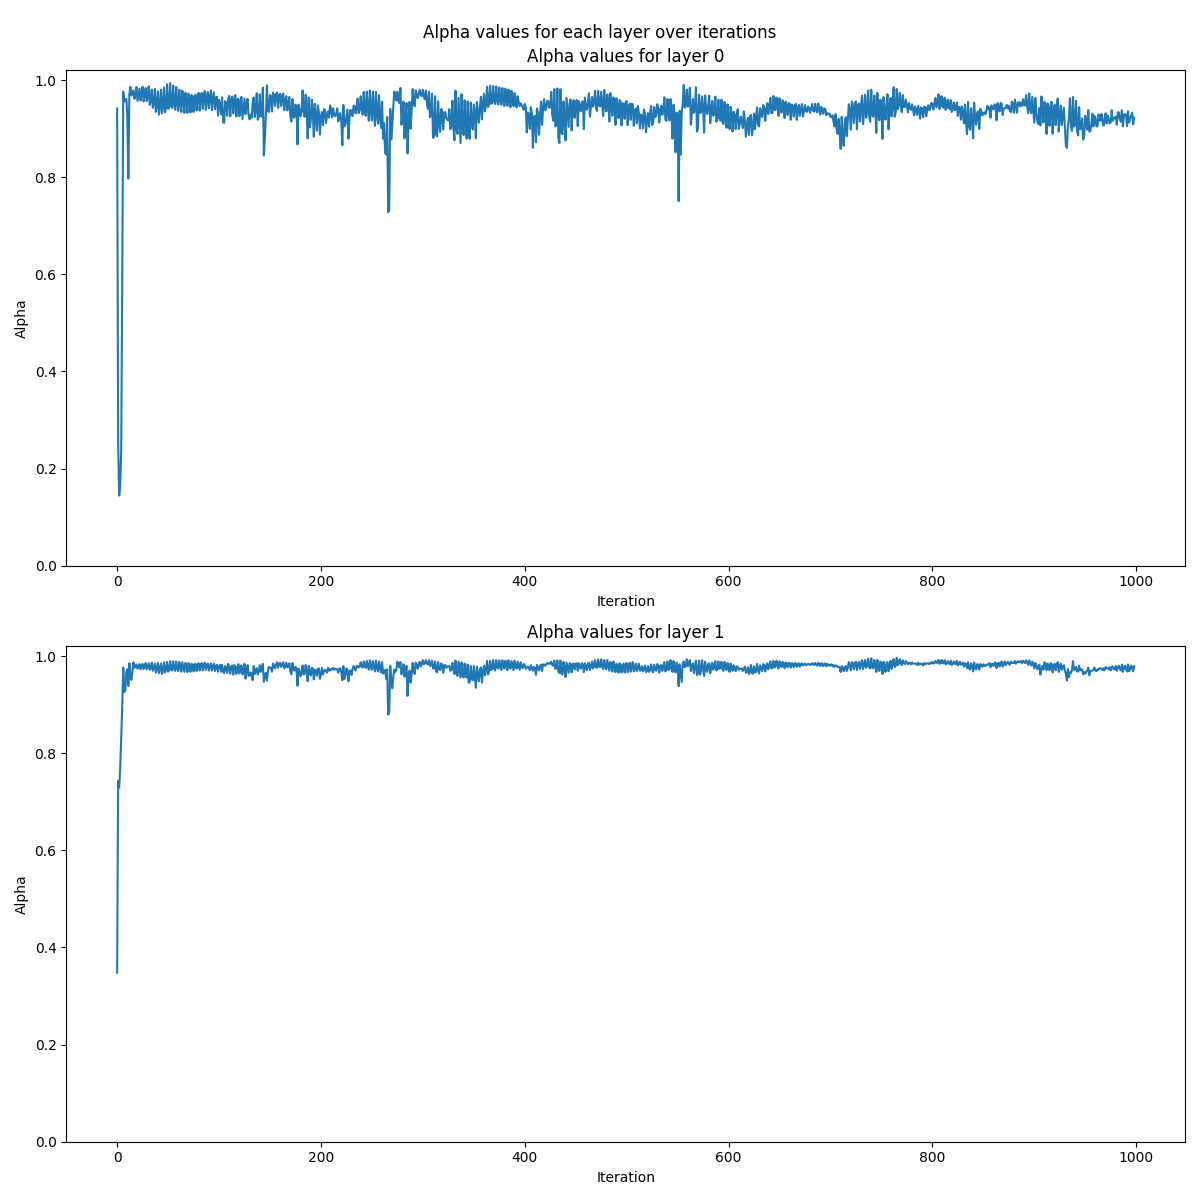 Alpha values for each layer over iterations
Alpha values for layer 0
1.0
0.8
0.6
0.4
0.2
0.0
Alpha
0 200 400 600 800 1000
Iteration
Alpha values for layer 1
1.0
0.8
0.6
0.4
0.2
0.0
Alpha
0 200 400 600 800 1000
Iteration